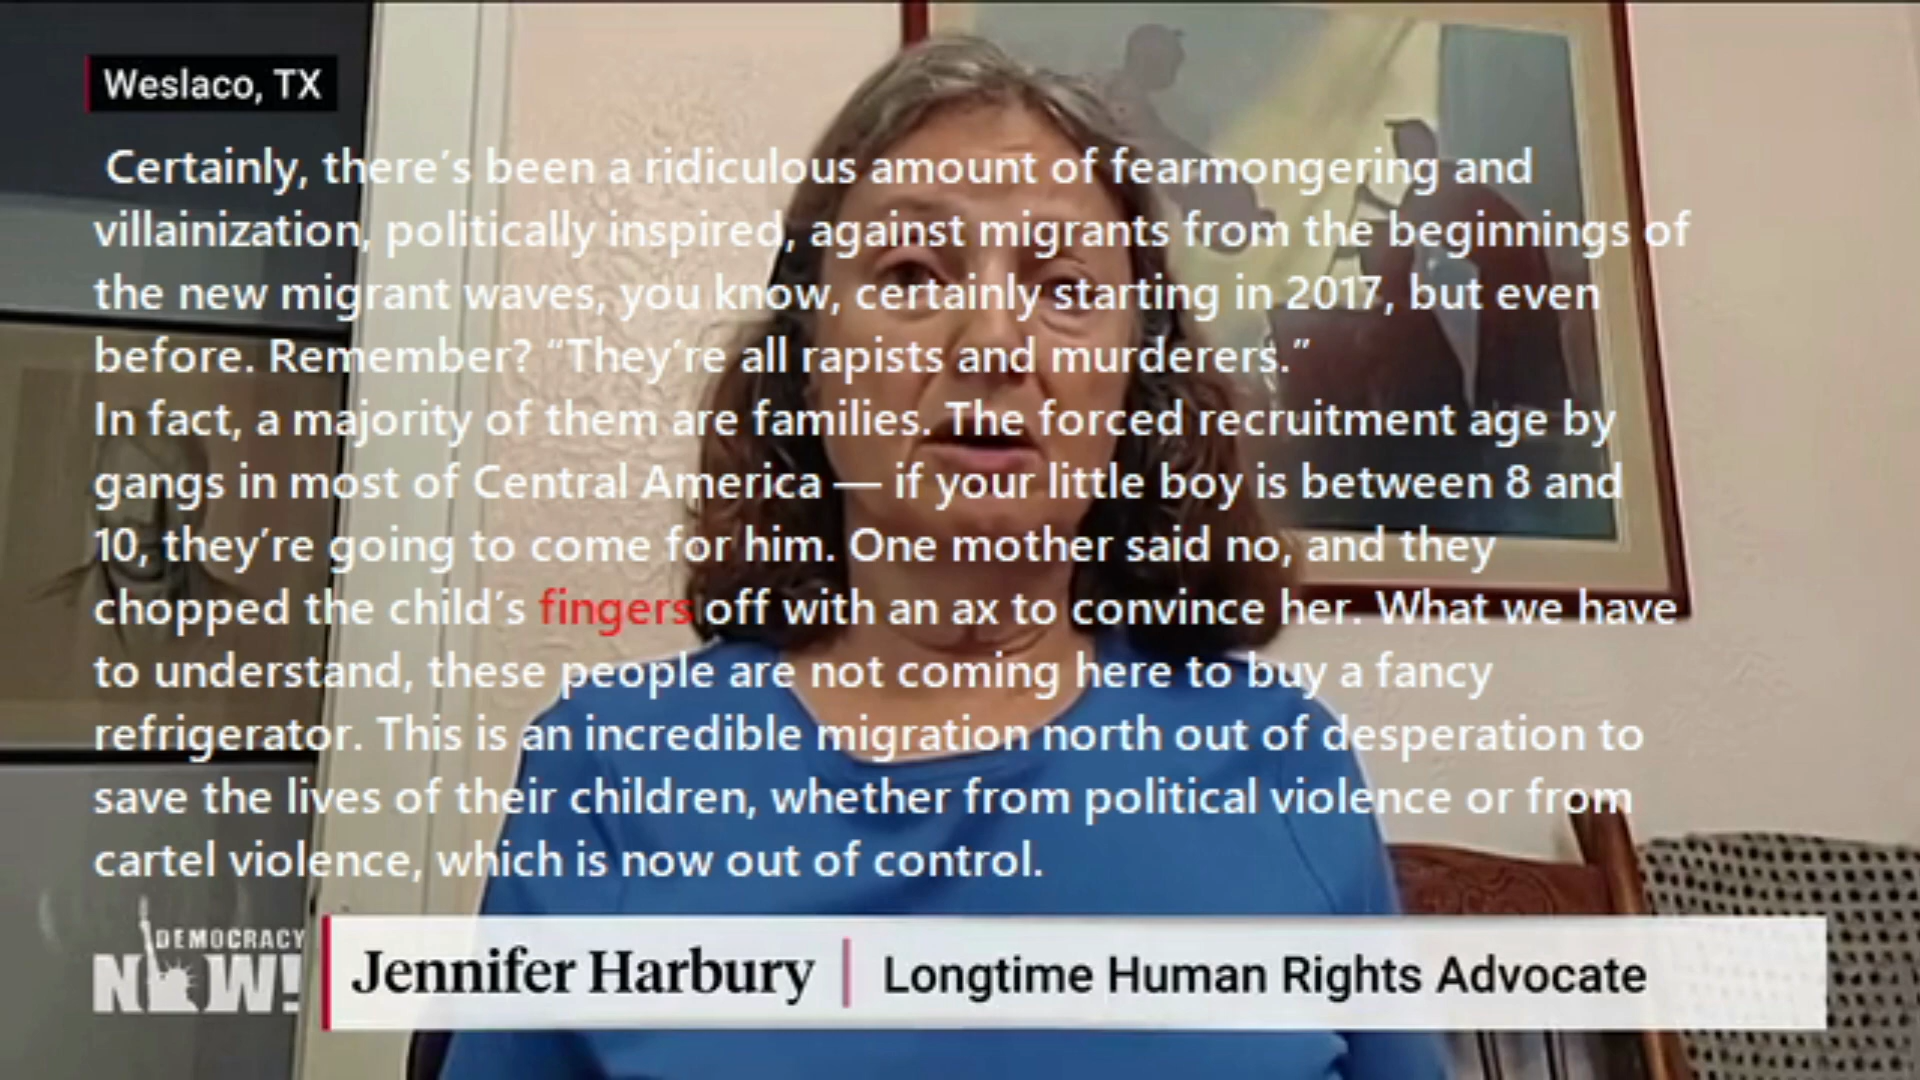 Weslaco, TX
Certainly, there’s been a ridiculous amount of fearmongering and
villainization, politically inspired, against migrants from the beginnings of
the new migrant waves, you know, certainly starting in 2017, but even
before. Remember? “They’re all rapists and murderers.”
In fact, a majority of them are families. The forced recruitment age by
gangs in most of Central America — if your little boy is between 8 and
10, they’re going to come for him. One mother said no, and they
chopped the child’s fingers off with an ax to convince her. What we have
to understand, these people are not coming here to buy a fancy
refrigerator. This is an incredible migration north out of desperation to
save the lives of their children, whether from political violence or from
cartel violence, which is now out of control.
DEMOCRACY
NOW!
Jennifer Harbury | Longtime Human Rights Advocate